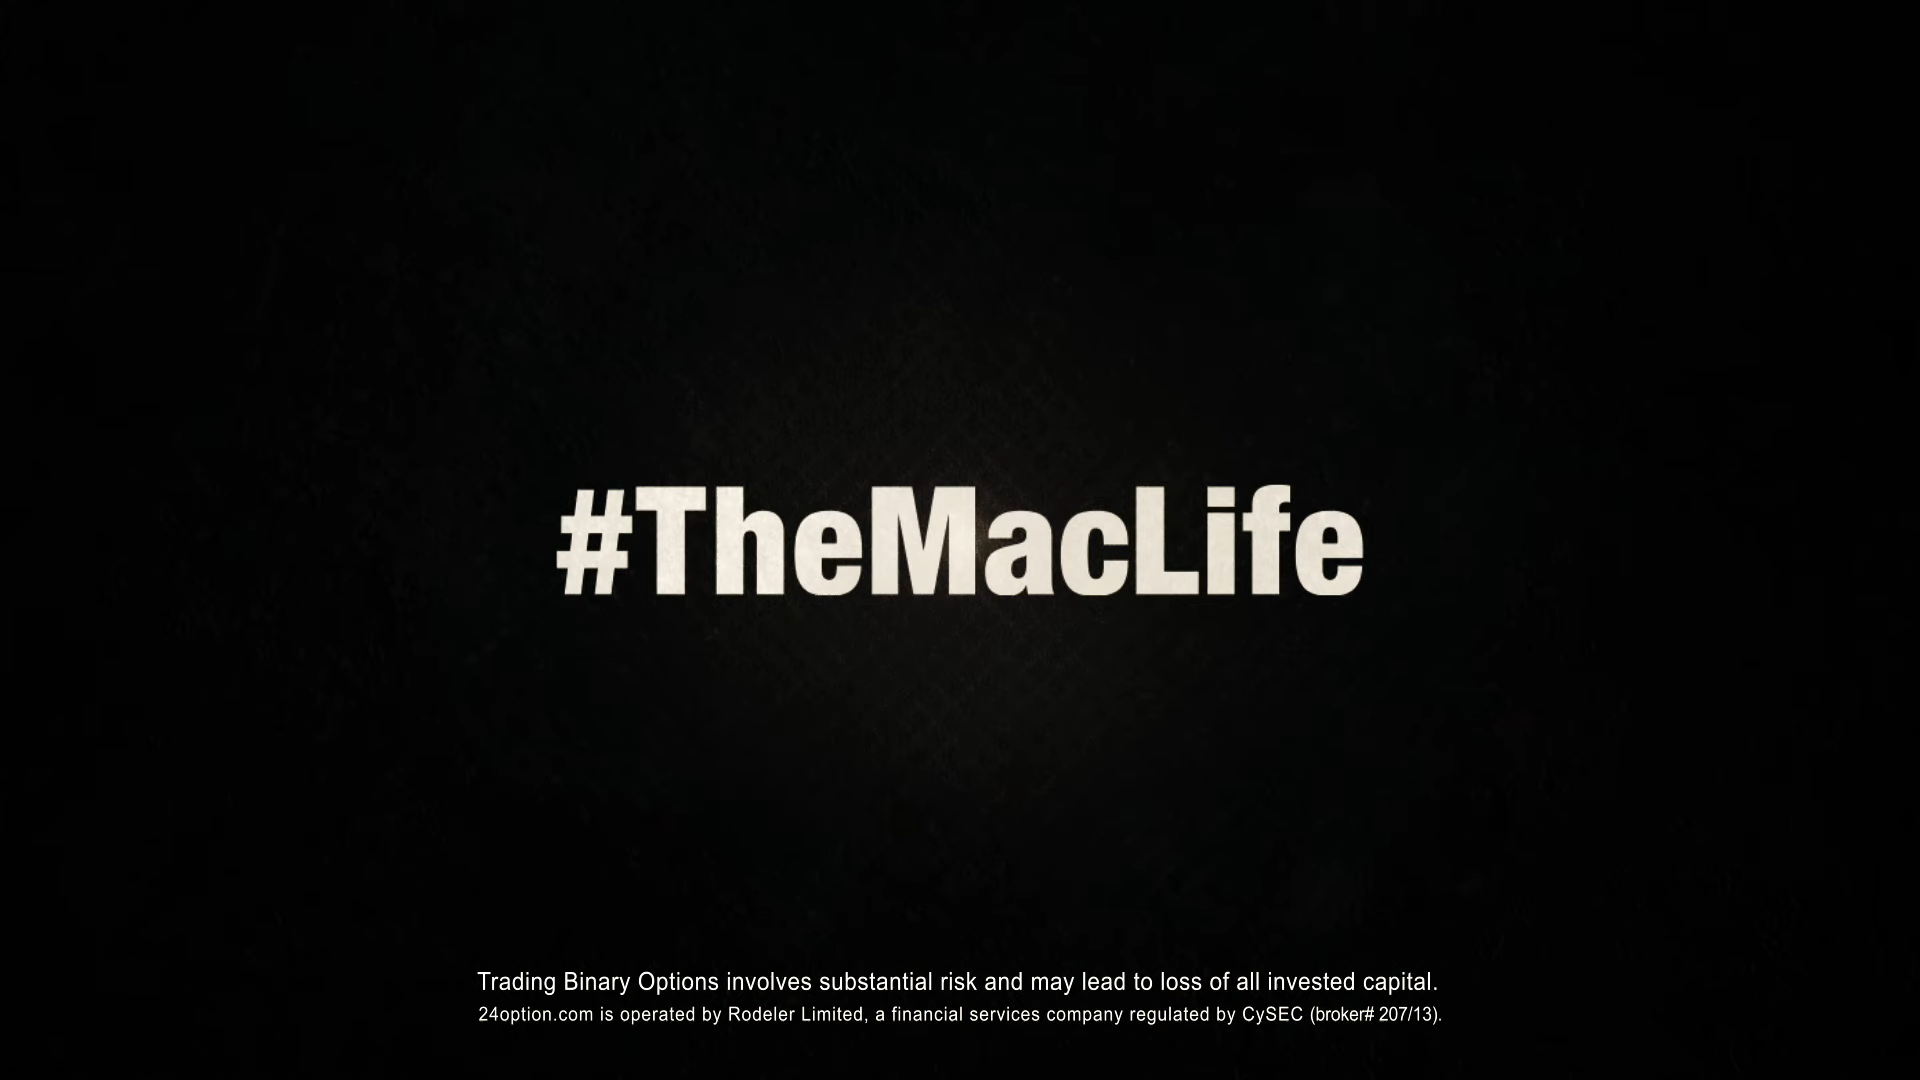 #TheMacLife
Trading Binary Options involves substantial risk and may lead to loss of all invested capital.
24option.com is operated by Rodeler Limited, a financial services company regulated by CySEC (broker# 207/13).